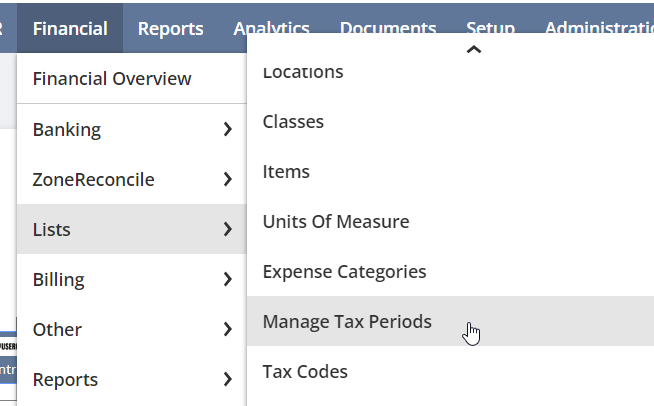 Financial Reports Analytics Documents Setup
Financial Overview
Banking
ZoneReconcile
Lists
Billing
Other
Reports
Locations
Classes
Items
Units Of Measure
Expense Categories
Manage Tax Periods
Tax Codes